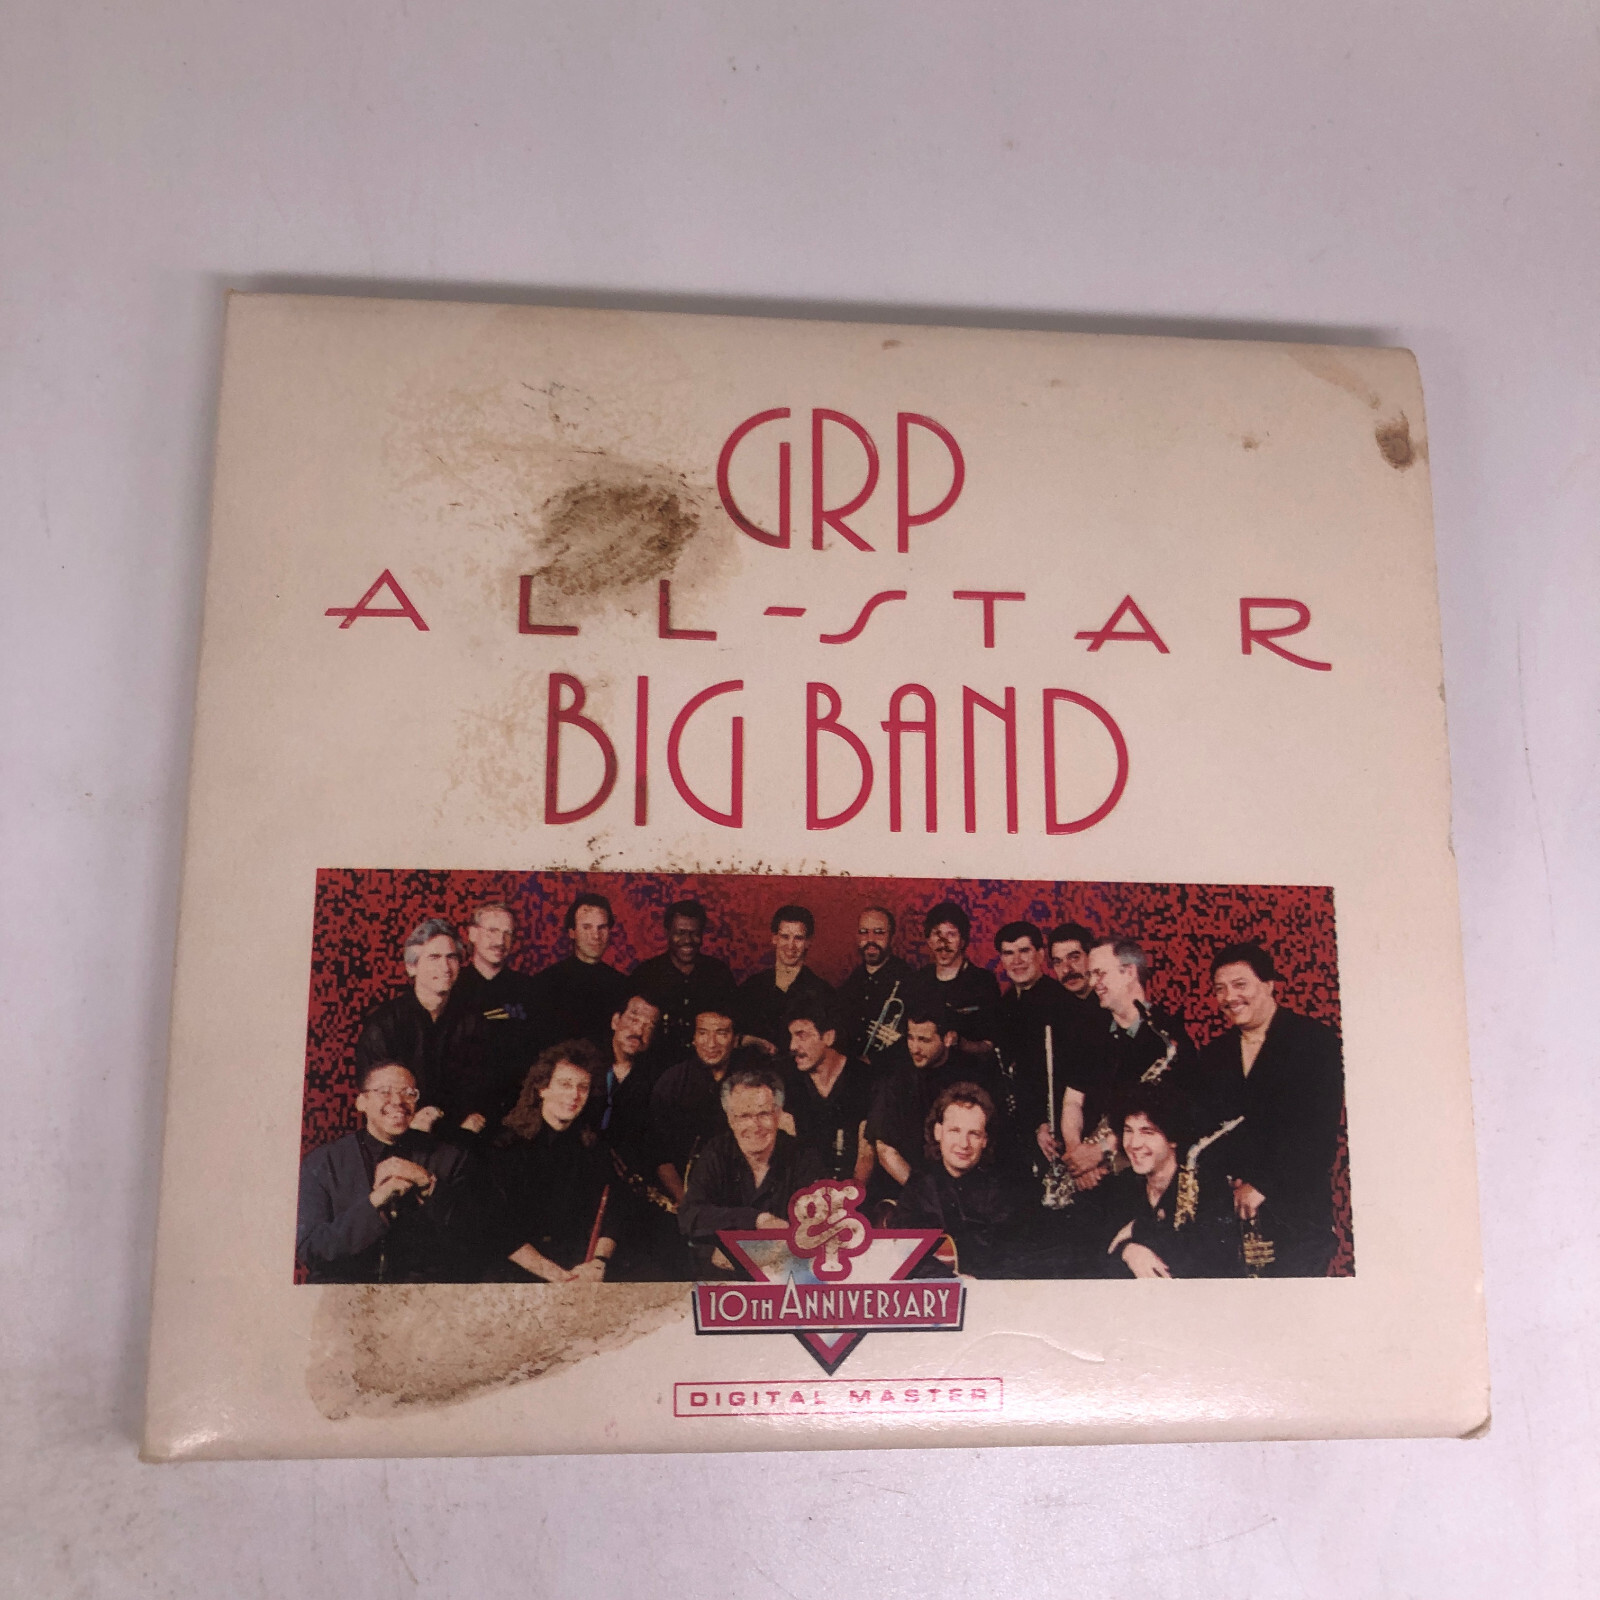 GRP
ALL-STAR
BIG BAND
grp
10TH ANNIVERSARY
DIGITAL MASTER